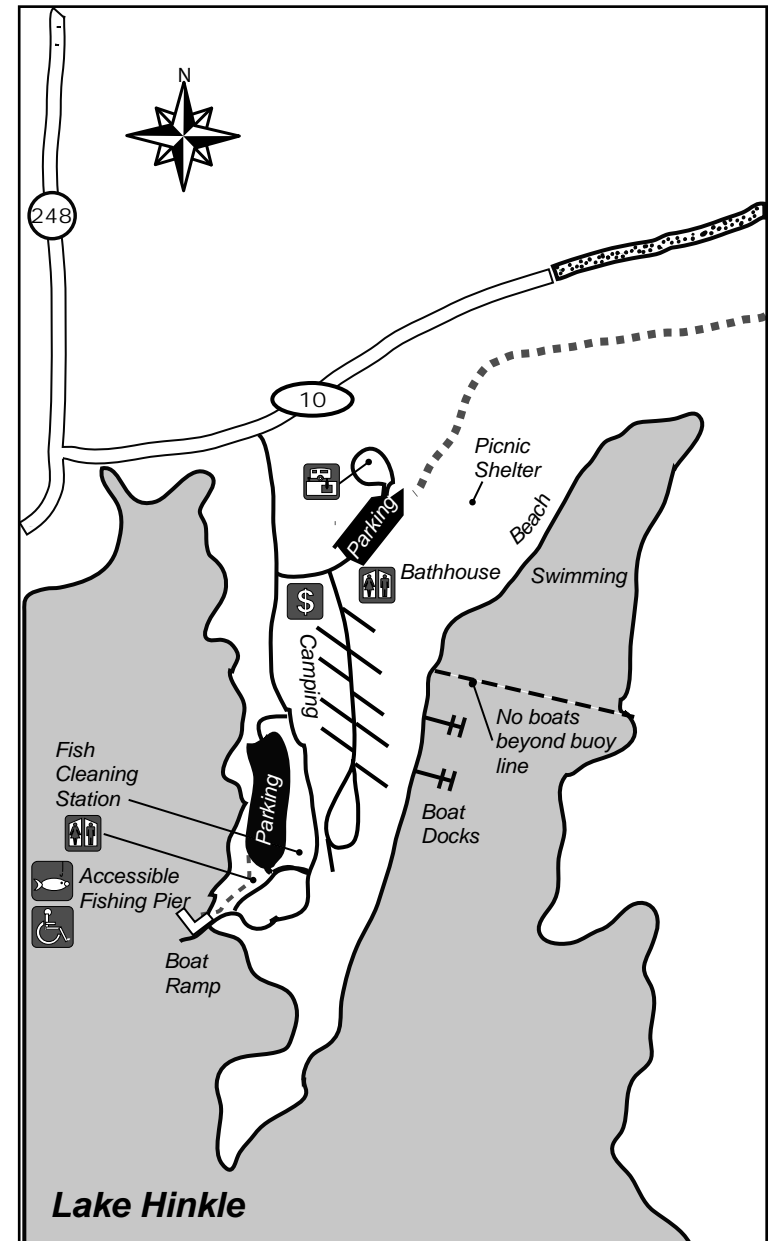 N
248
10
Picnic
Shelter
Parking
Beach
Bathhouse
Swimming
$
Camping
No boats
beyond buoy
line
Fish
Cleaning
Station
Parking
Boat
Docks
Accessible
Fishing Pier
Boat
Ramp
Lake Hinkle